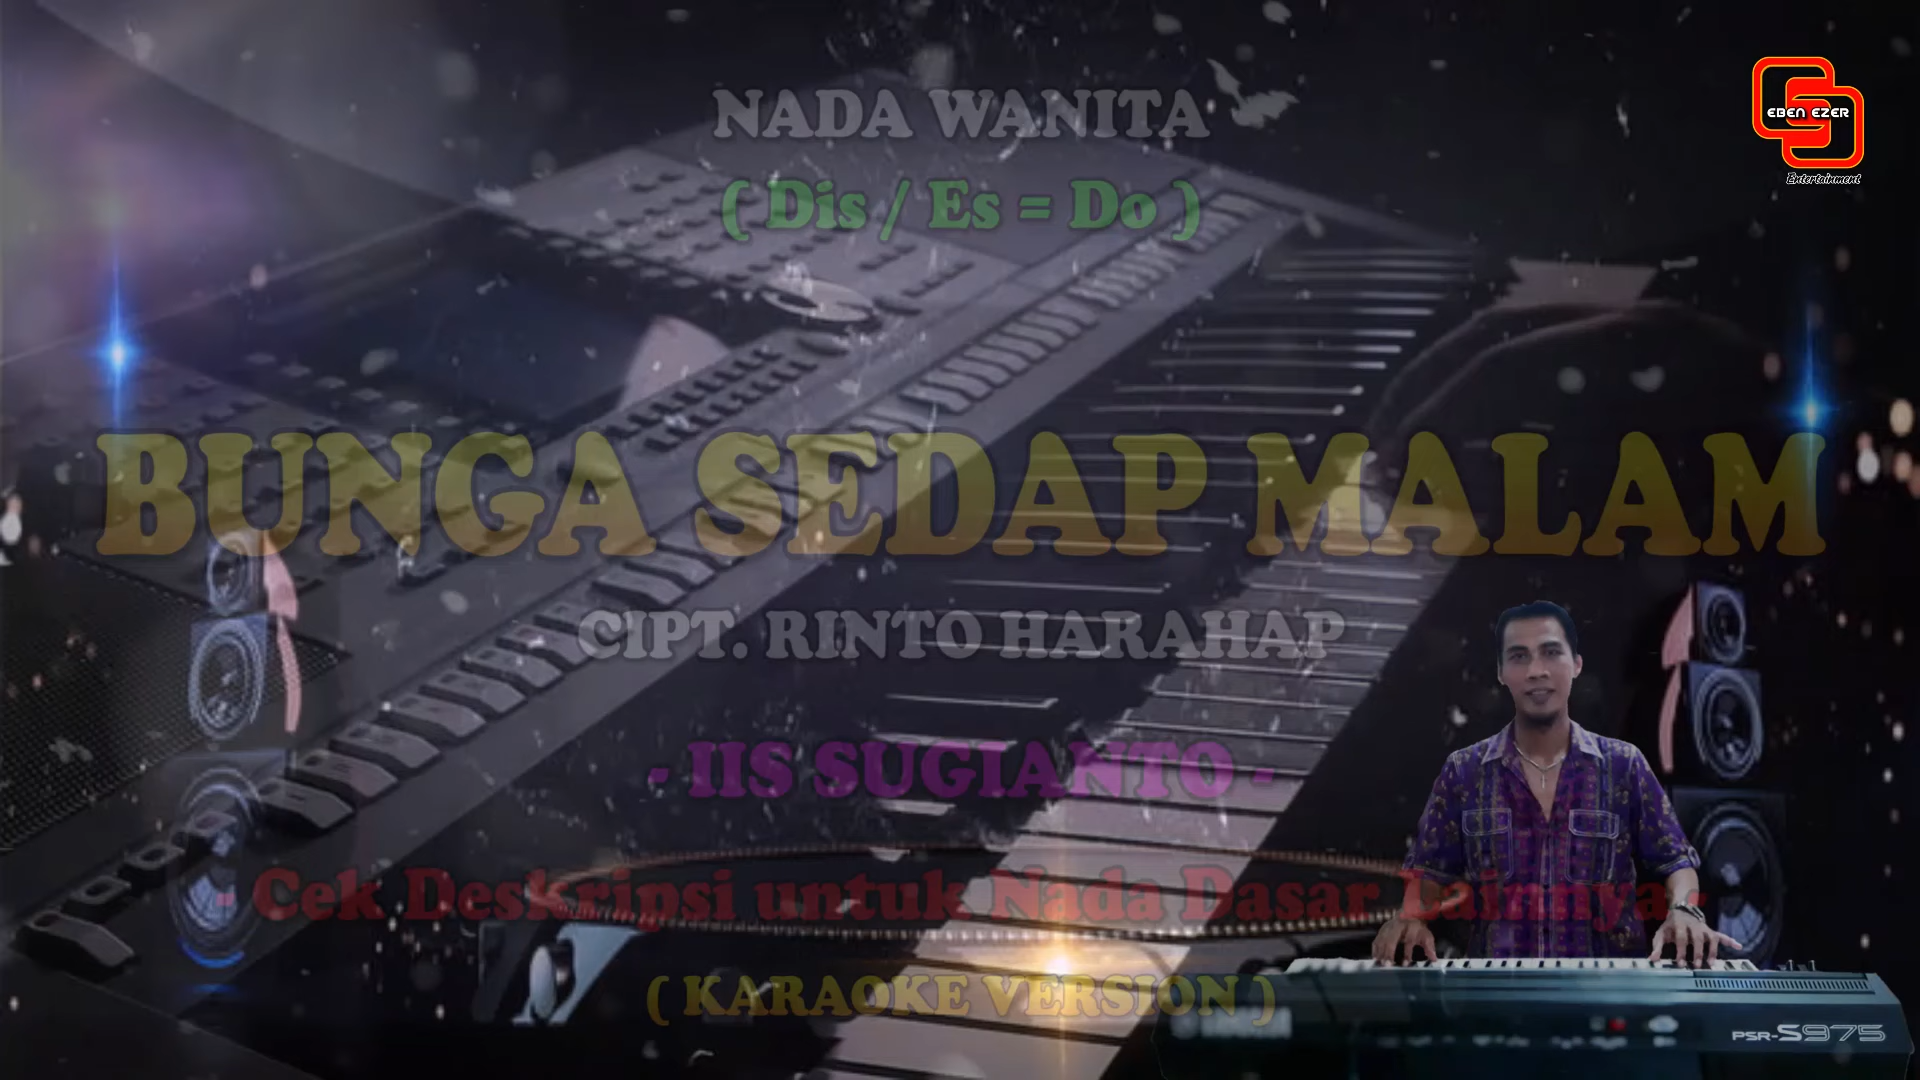 NADA WANITA
EBEN EZER
Entertainment
( Dis / Es = Do )
BUNGA SEDAP MALAM
CIPT. RINTO HARAHAP
- IIS SUGIANTO -
- Cek Deskripsi untuk Nada Dasar Lainnya -
( KARAOKE VERSION )
PSR-S975